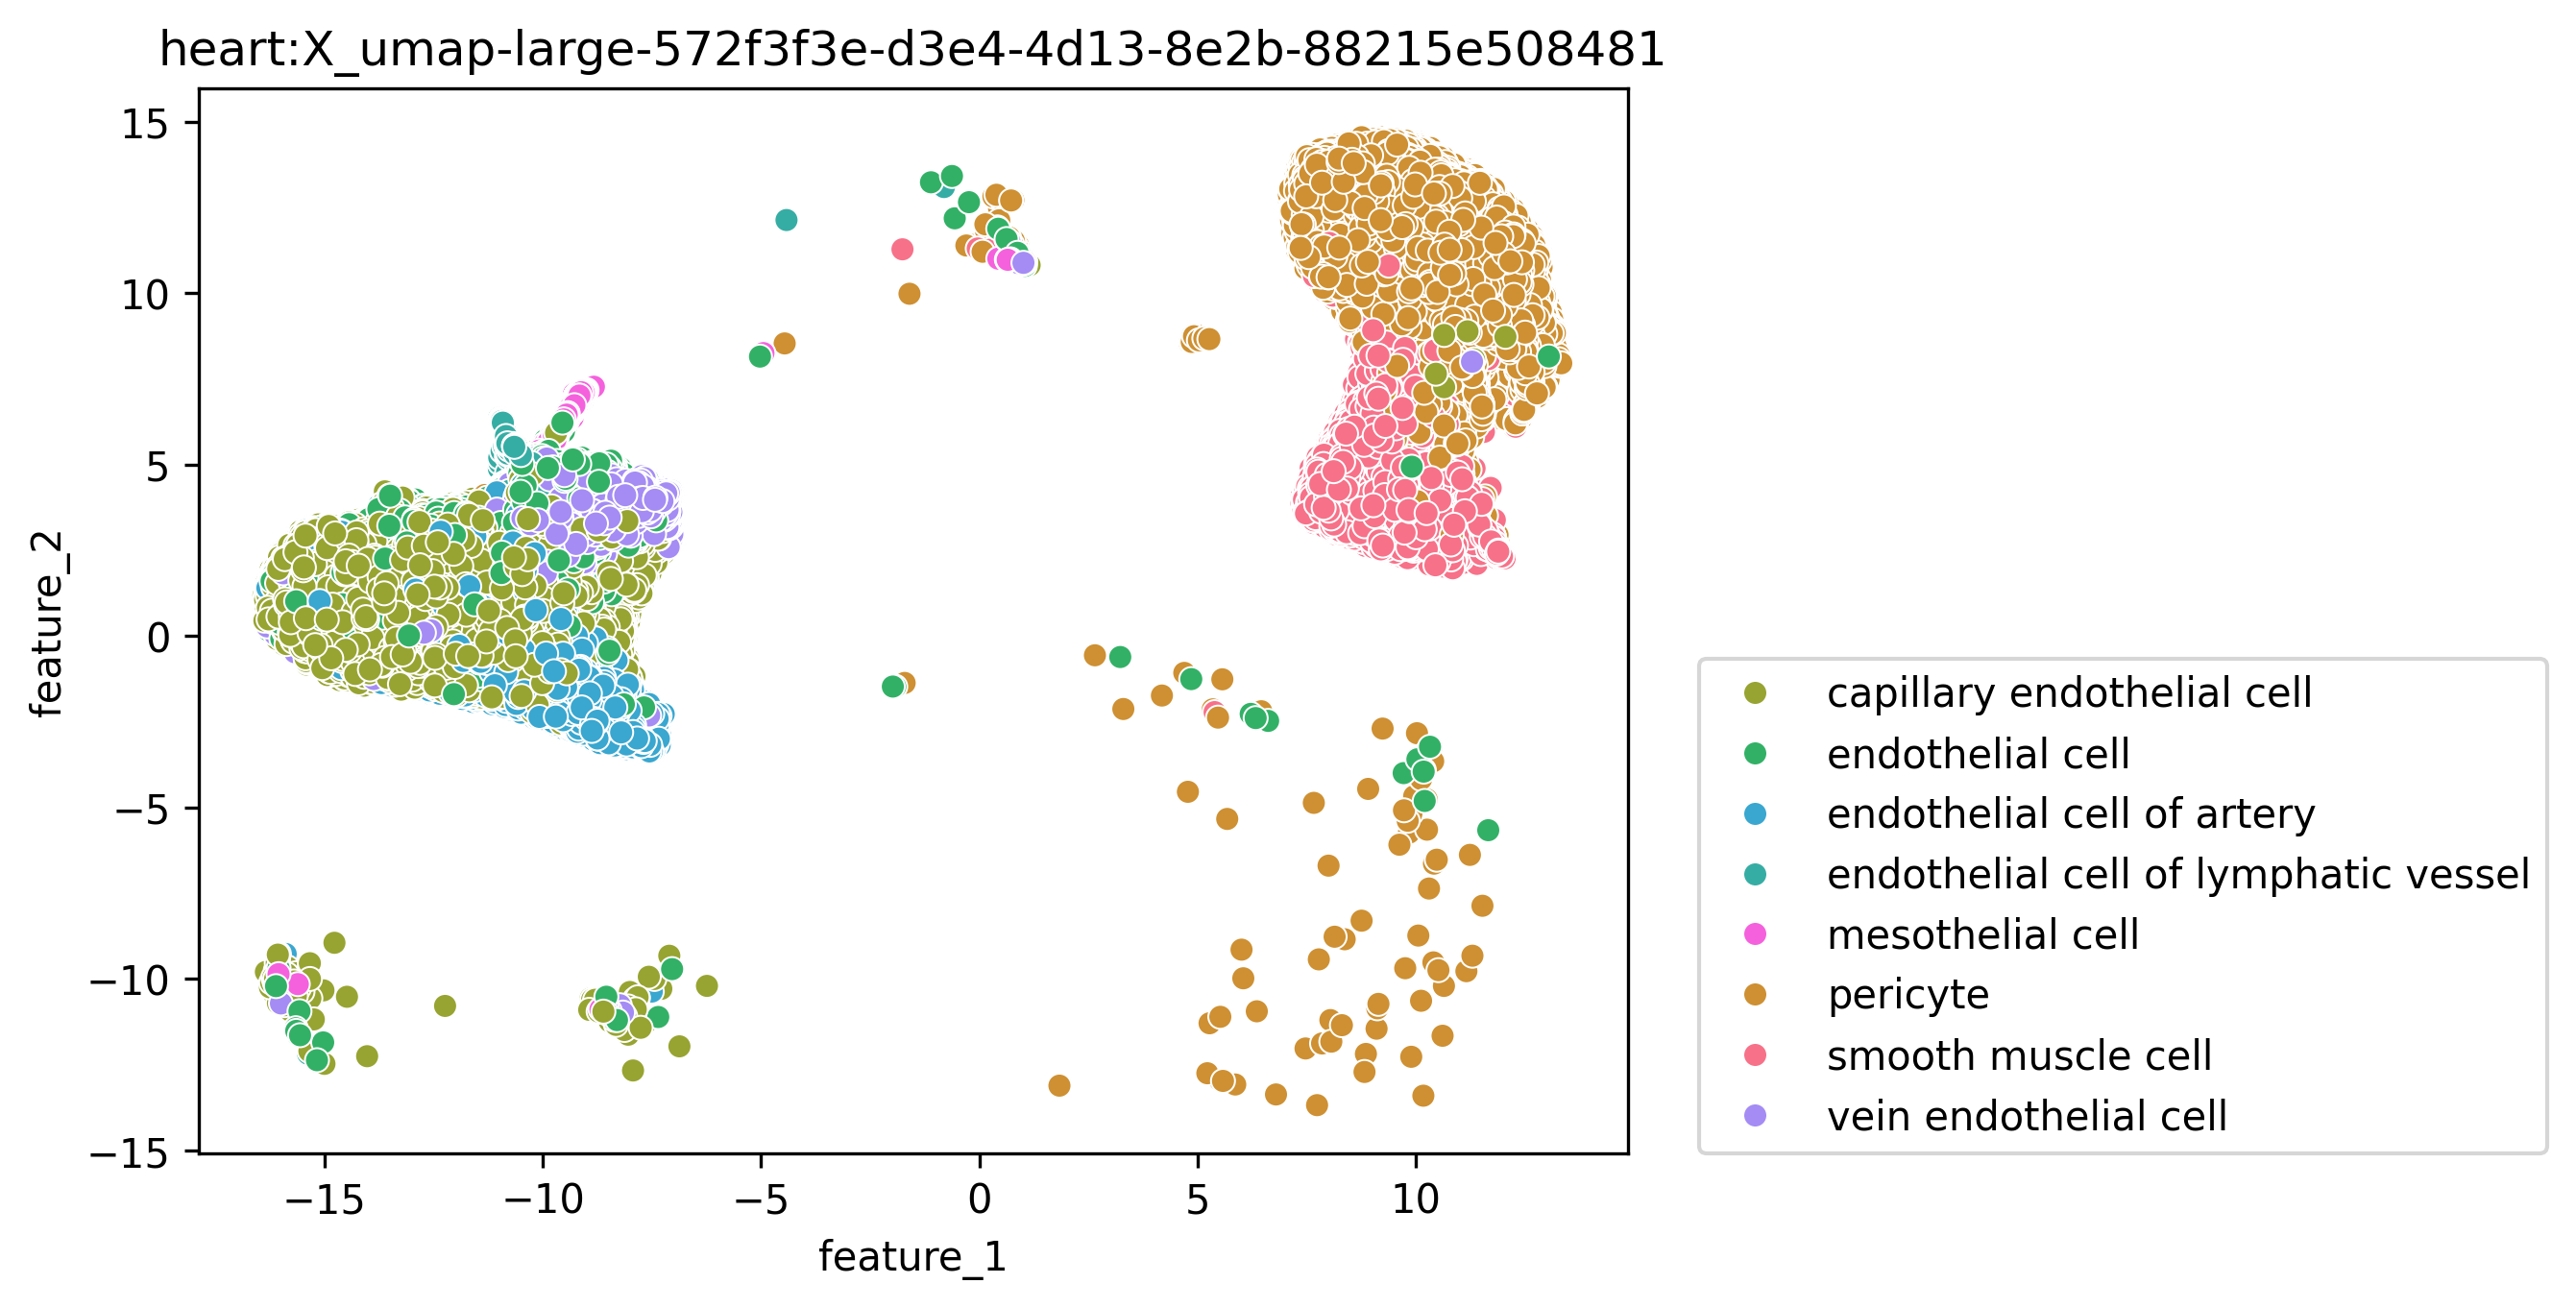 heart:X_umap-large-572f3f3e-d3e4-4d13-8e2b-88215e508481
15
10
5
0
−5
−10
−15
feature_2
−15
−10
−5
0
5
10
feature_1
capillary endothelial cell
endothelial cell
endothelial cell of artery
endothelial cell of lymphatic vessel
mesothelial cell
pericyte
smooth muscle cell
vein endothelial cell